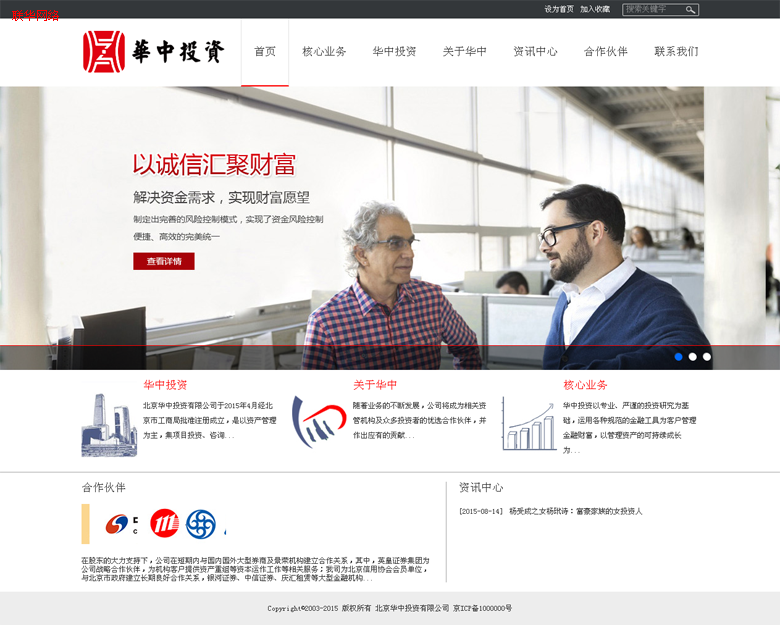 联华网络
设为首页 加入收藏 搜索关键字
華中投資
首页 核心业务 华中投资 关于华中 资讯中心 合作伙伴 联系我们
以诚信汇聚财富
解决资金需求，实现财富愿望
制定出完善的风险控制模式，实现了资金风险控制
便捷、高效的完美统一
查看详情
华中投资
北京华中投资有限公司于2015年4月经北
京市工商局批准注册成立，是以资产管理
为主，集项目投资、咨询...
关于华中
随着业务的不断发展，公司将成为相关资
管机构及众多投资者的优选合作伙伴，并
作出应有的贡献...
核心业务
华中投资以专业、严谨的投资研究为基
础，运用各种规范的金融工具为客户管理
金融财富，以管理资产的可持续成长
为...
合作伙伴
E
C
在股东的大力支持下，公司在短期内与国内国外大型券商及景荣机构建立合作关系，其中，英皇证券集团为
公司战略合作伙伴，为机构客户提供资产重组等资本运作工作等相关服务；我司为北京信用协会会员单位，
与北京市政府建立长期良好合作关系，银河证券、中信证券、庆汇租赁等大型金融机构...
资讯中心
[2015-08-14] 杨受成之女杨玳诗：富豪家族的女投资人
Copyright©2003-2015 版权所有 北京华中投资有限公司 京ICP备1000000号